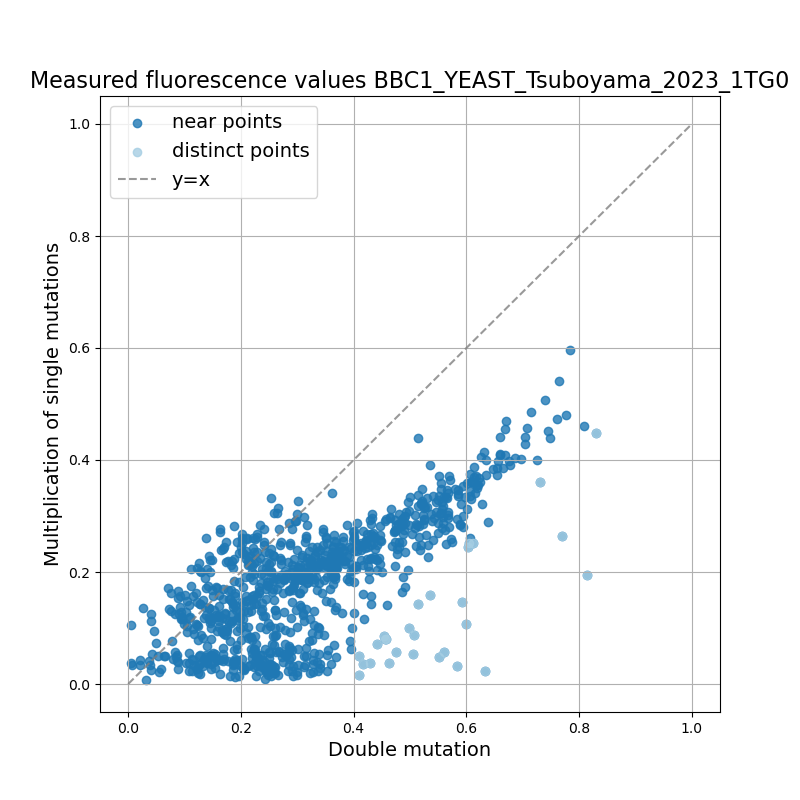 Measured fluorescence values BBC1_YEAST_Tsuboyama_2023_1TG0
near points
distinct points
y=x
Multiplication of single mutations
1.0
0.8
0.6
0.4
0.2
0.0
0.0 0.2 0.4 0.6 0.8 1.0
Double mutation